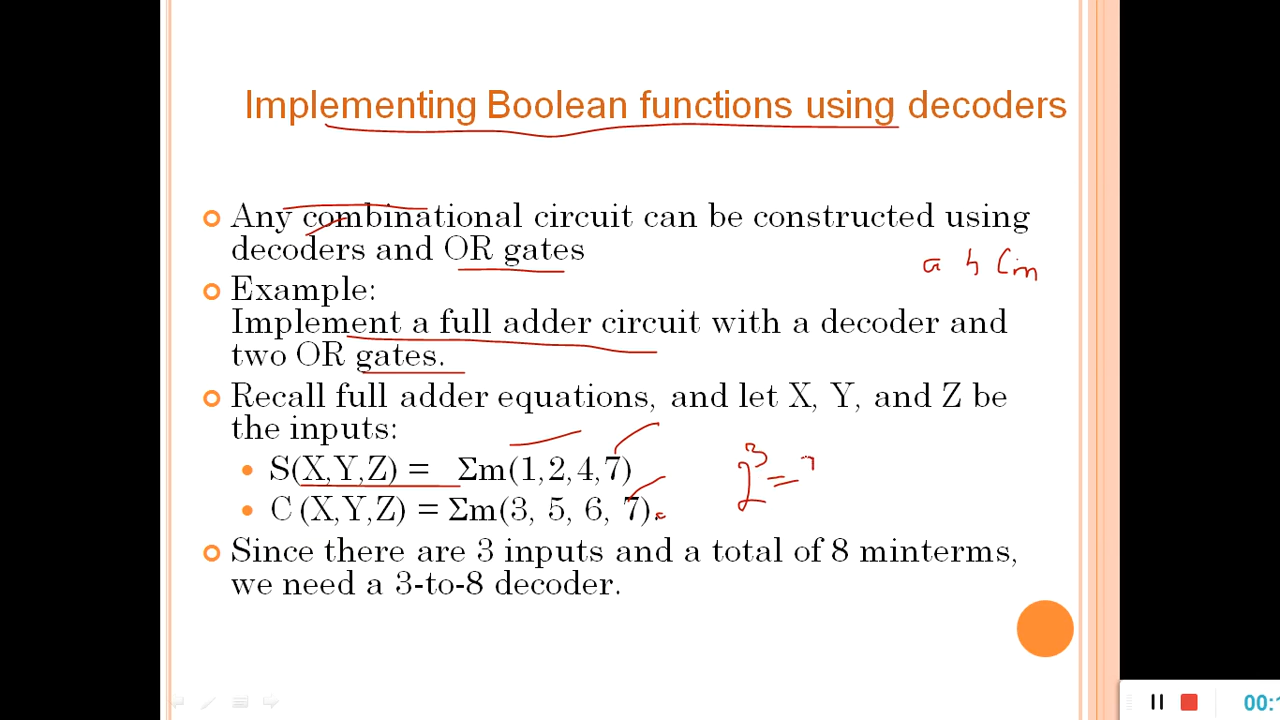 Implementing Boolean functions using decoders
Any combinational circuit can be constructed using
decoders and OR gates
a b Cin
Example:
Implement a full adder circuit with a decoder and
two OR gates.
Recall full adder equations, and let X, Y, and Z be
the inputs:
S(X,Y,Z) = Σm(1,2,4,7)
C (X,Y,Z) = Σm(3, 5, 6, 7).
2³=
Since there are 3 inputs and a total of 8 minterms,
we need a 3-to-8 decoder.